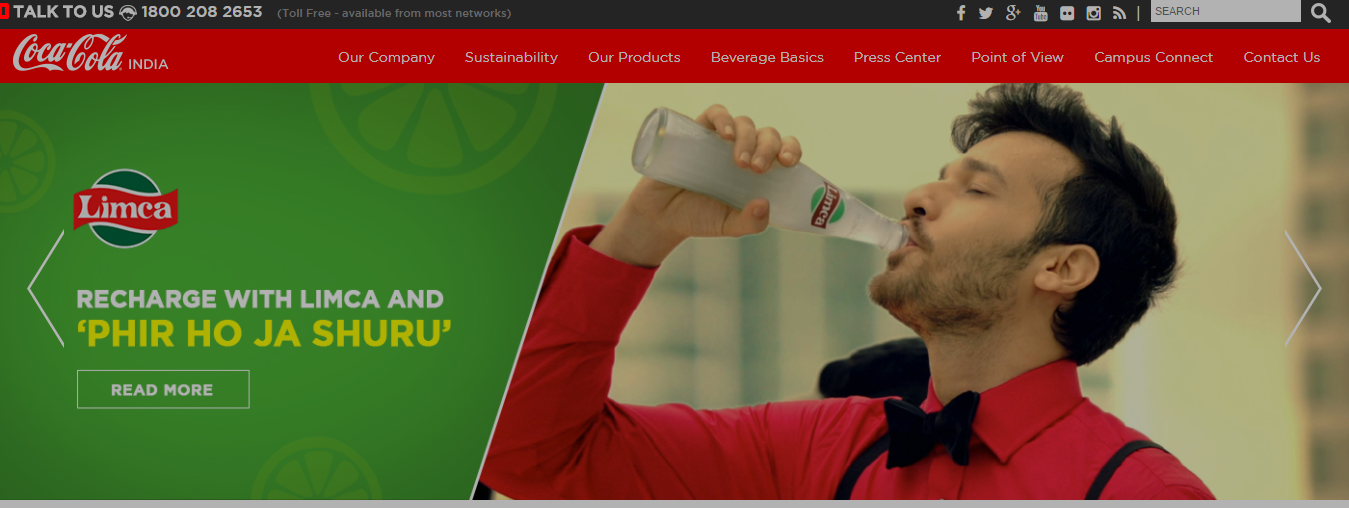 TALK TO US 1800 208 2653 (Toll Free - available from most networks)
You Tube | SEARCH
Coca-Cola INDIA
Our Company Sustainability Our Products Beverage Basics Press Center Point of View Campus Connect Contact Us
Limca
Limca
RECHARGE WITH LIMCA AND
‘PHIR HO JA SHURU’
READ MORE